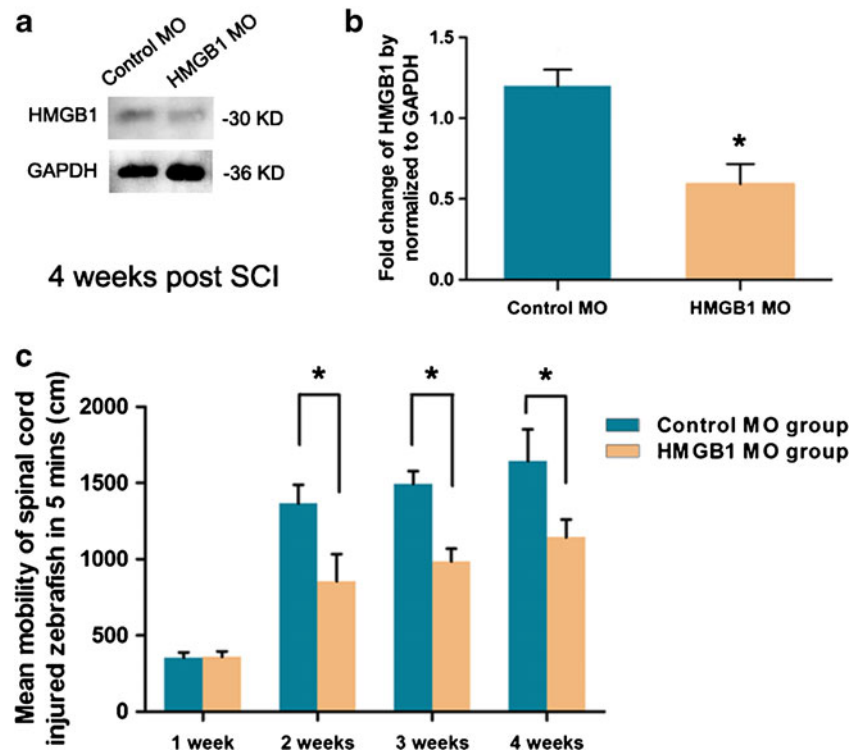 a
Control MO
HMGB1 MO
HMGB1
-30 KD
GAPDH
-36 KD
4 weeks post SCI
b
Fold change of HMGB1 by
normalized to GAPDH
1.5
1.0
0.5
0.0
*
Control MO
HMGB1 MO
c
Mean mobility of spinal cord
injured zebrafish in 5 mins (cm)
2000
1500
1000
500
0
*
*
*
1 week
2 weeks
3 weeks
4 weeks
Control MO group
HMGB1 MO group